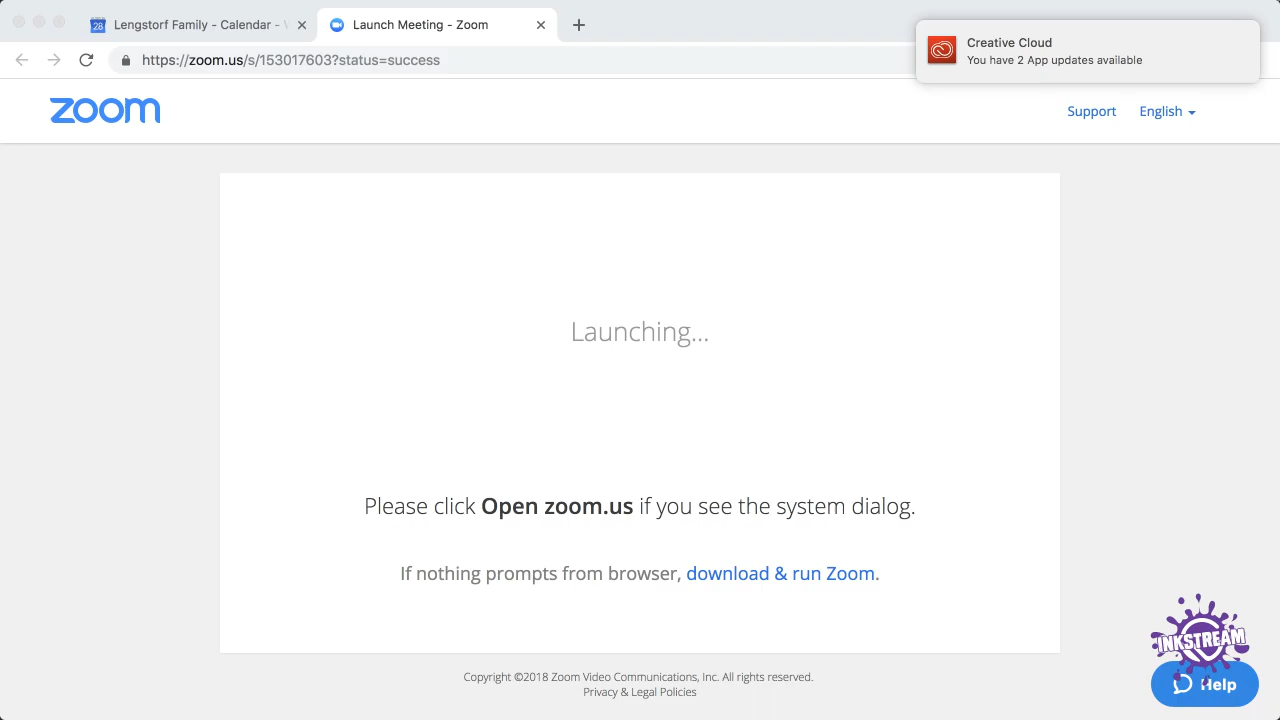 28 Lengstorf Family - Calendar -
Launch Meeting - Zoom
https://zoom.us/s/153017603?status=success
Creative Cloud
You have 2 App updates available
zoom
Support
English
Launching...
Please click Open zoom.us if you see the system dialog.
If nothing prompts from browser, download & run Zoom.
INKSTREAM
Help
Copyright ©2018 Zoom Video Communications, Inc. All rights reserved.
Privacy & Legal Policies